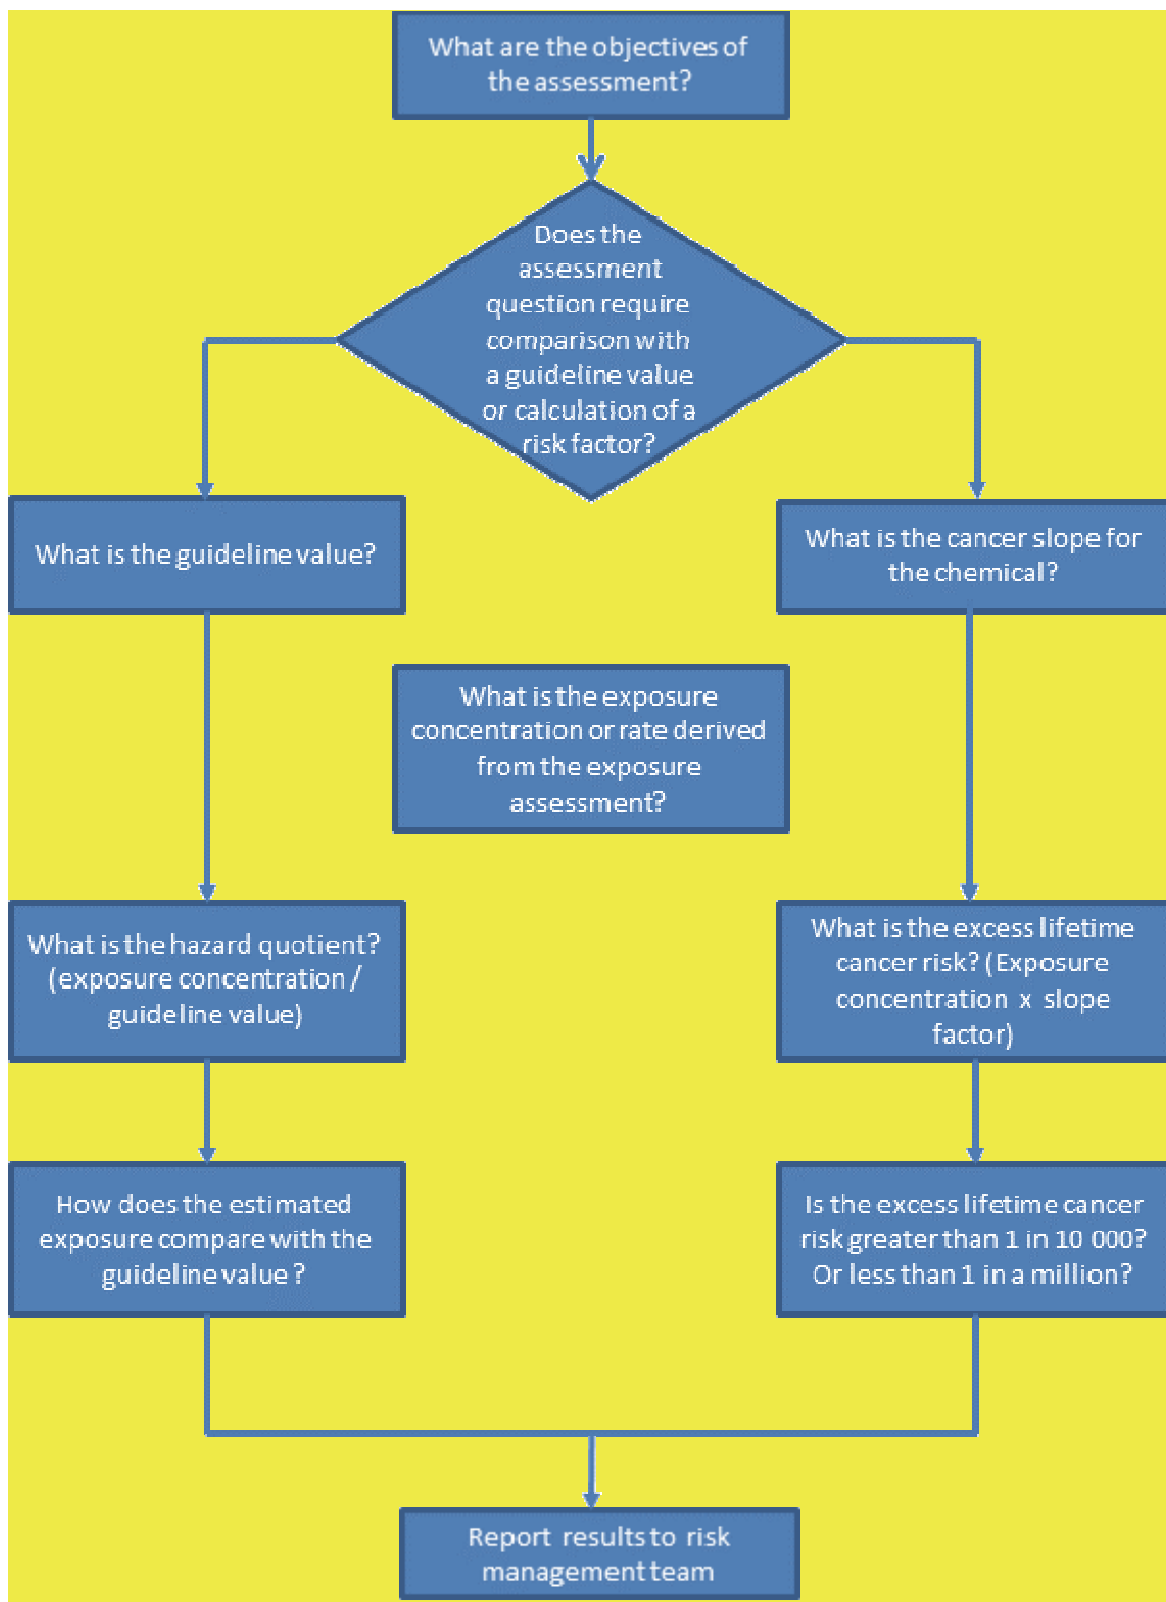 What are the objectives of
the assessment?
Does the
assessment
question require
comparison with
a guideline value
or calculation of a
risk factor?
What is the guideline value?
What is the cancer slope for
the chemical?
What is the exposure
concentration or rate derived
from the exposure
assessment?
What is the hazard quotient?
(exposure concentration /
guideline value)
What is the excess lifetime
cancer risk? (Exposure
concentration x slope
factor)
How does the estimated
exposure compare with the
guideline value?
Is the excess lifetime cancer
risk greater than 1 in 10 000?
Or less than 1 in a million?
Report results to risk
management team